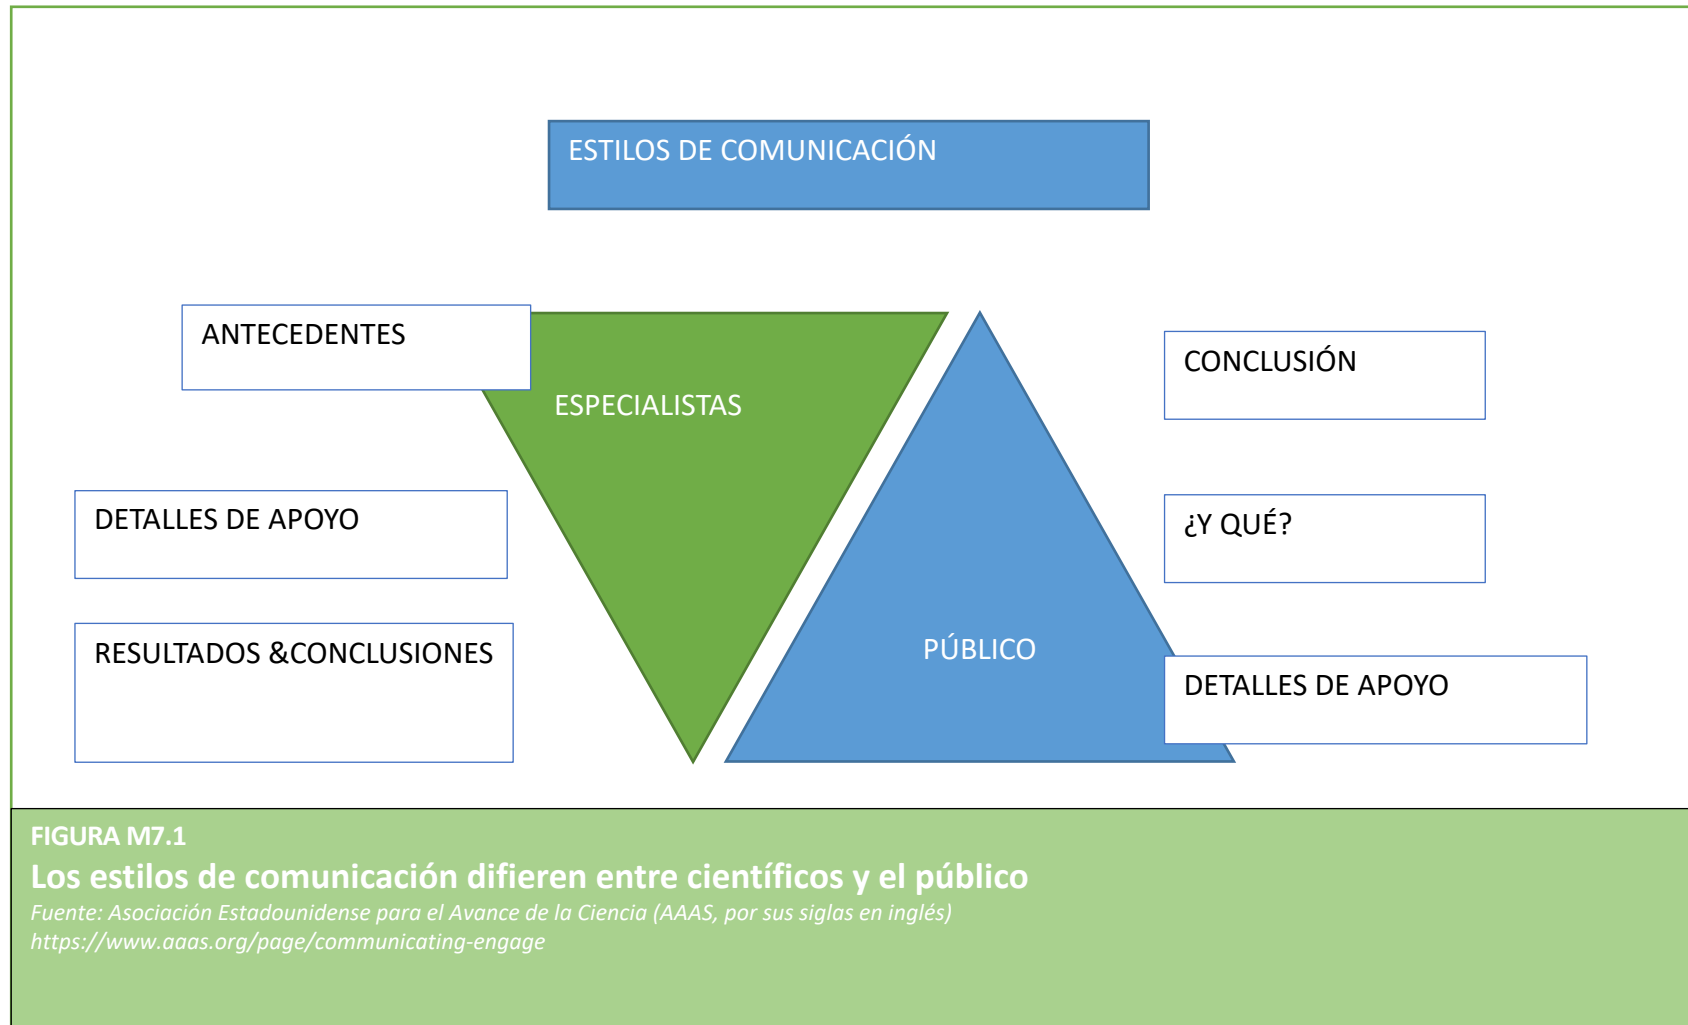 ESTILOS DE COMUNICACIÓN
ANTECEDENTES
ESPECIALISTAS
DETALLES DE APOYO
RESULTADOS &CONCLUSIONES
CONCLUSIÓN
¿Y QUÉ?
PÚBLICO
DETALLES DE APOYO
FIGURA M7.1
Los estilos de comunicación difieren entre científicos y el público
Fuente: Asociación Estadounidense para el Avance de la Ciencia (AAAS, por sus siglas en inglés)
https://www.aaas.org/page/communicating-engage